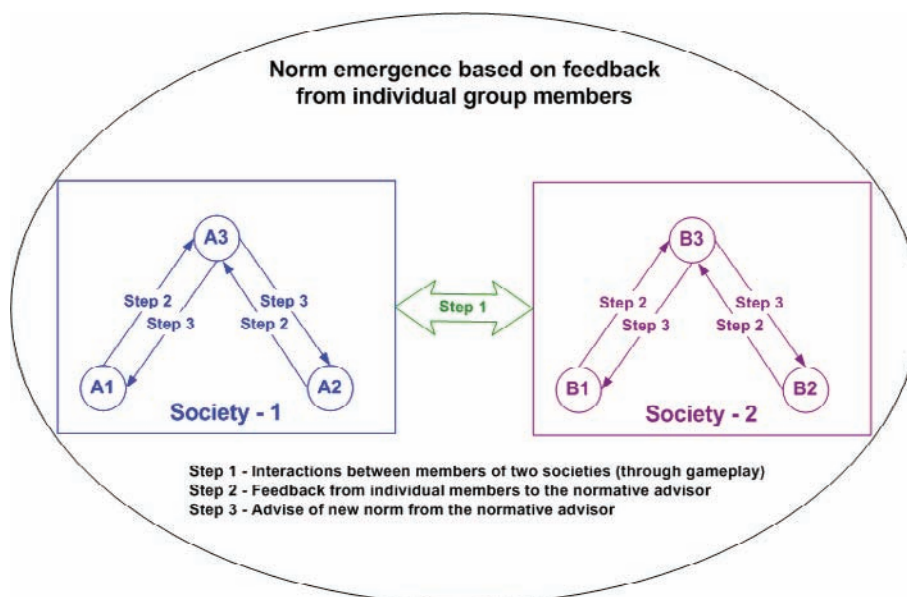 Norm emergence based on feedback
from individual group members
A3
Step 2
Step 3
Step 3
Step 2
A1
A2
Society - 1
Step 1
B3
Step 2
Step 3
Step 3
Step 2
B1
B2
Society - 2
Step 1 - Interactions between members of two societies (through gameplay)
Step 2 - Feedback from individual members to the normative advisor
Step 3 - Advise of new norm from the normative advisor